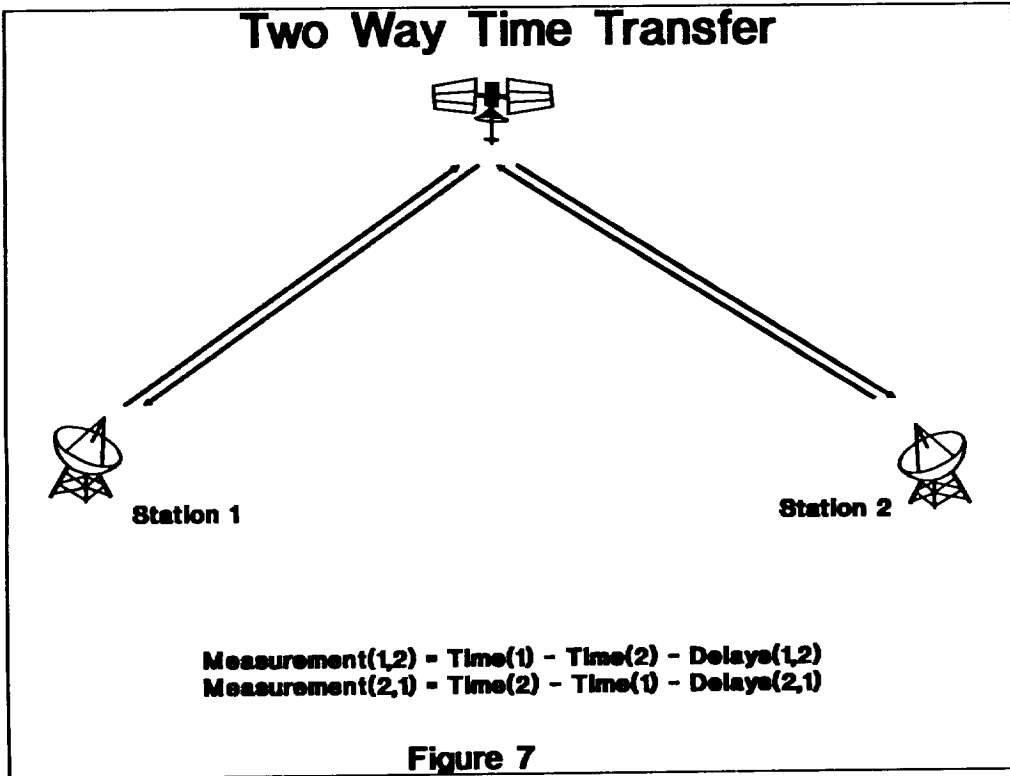 Two Way Time Transfer
Station 1
Station 2
Measurement(1,2) = Time(1) - Time(2) - Delays(1,2)
Measurement(2,1) = Time(2) - Time(1) - Delays(2,1)
Figure 7